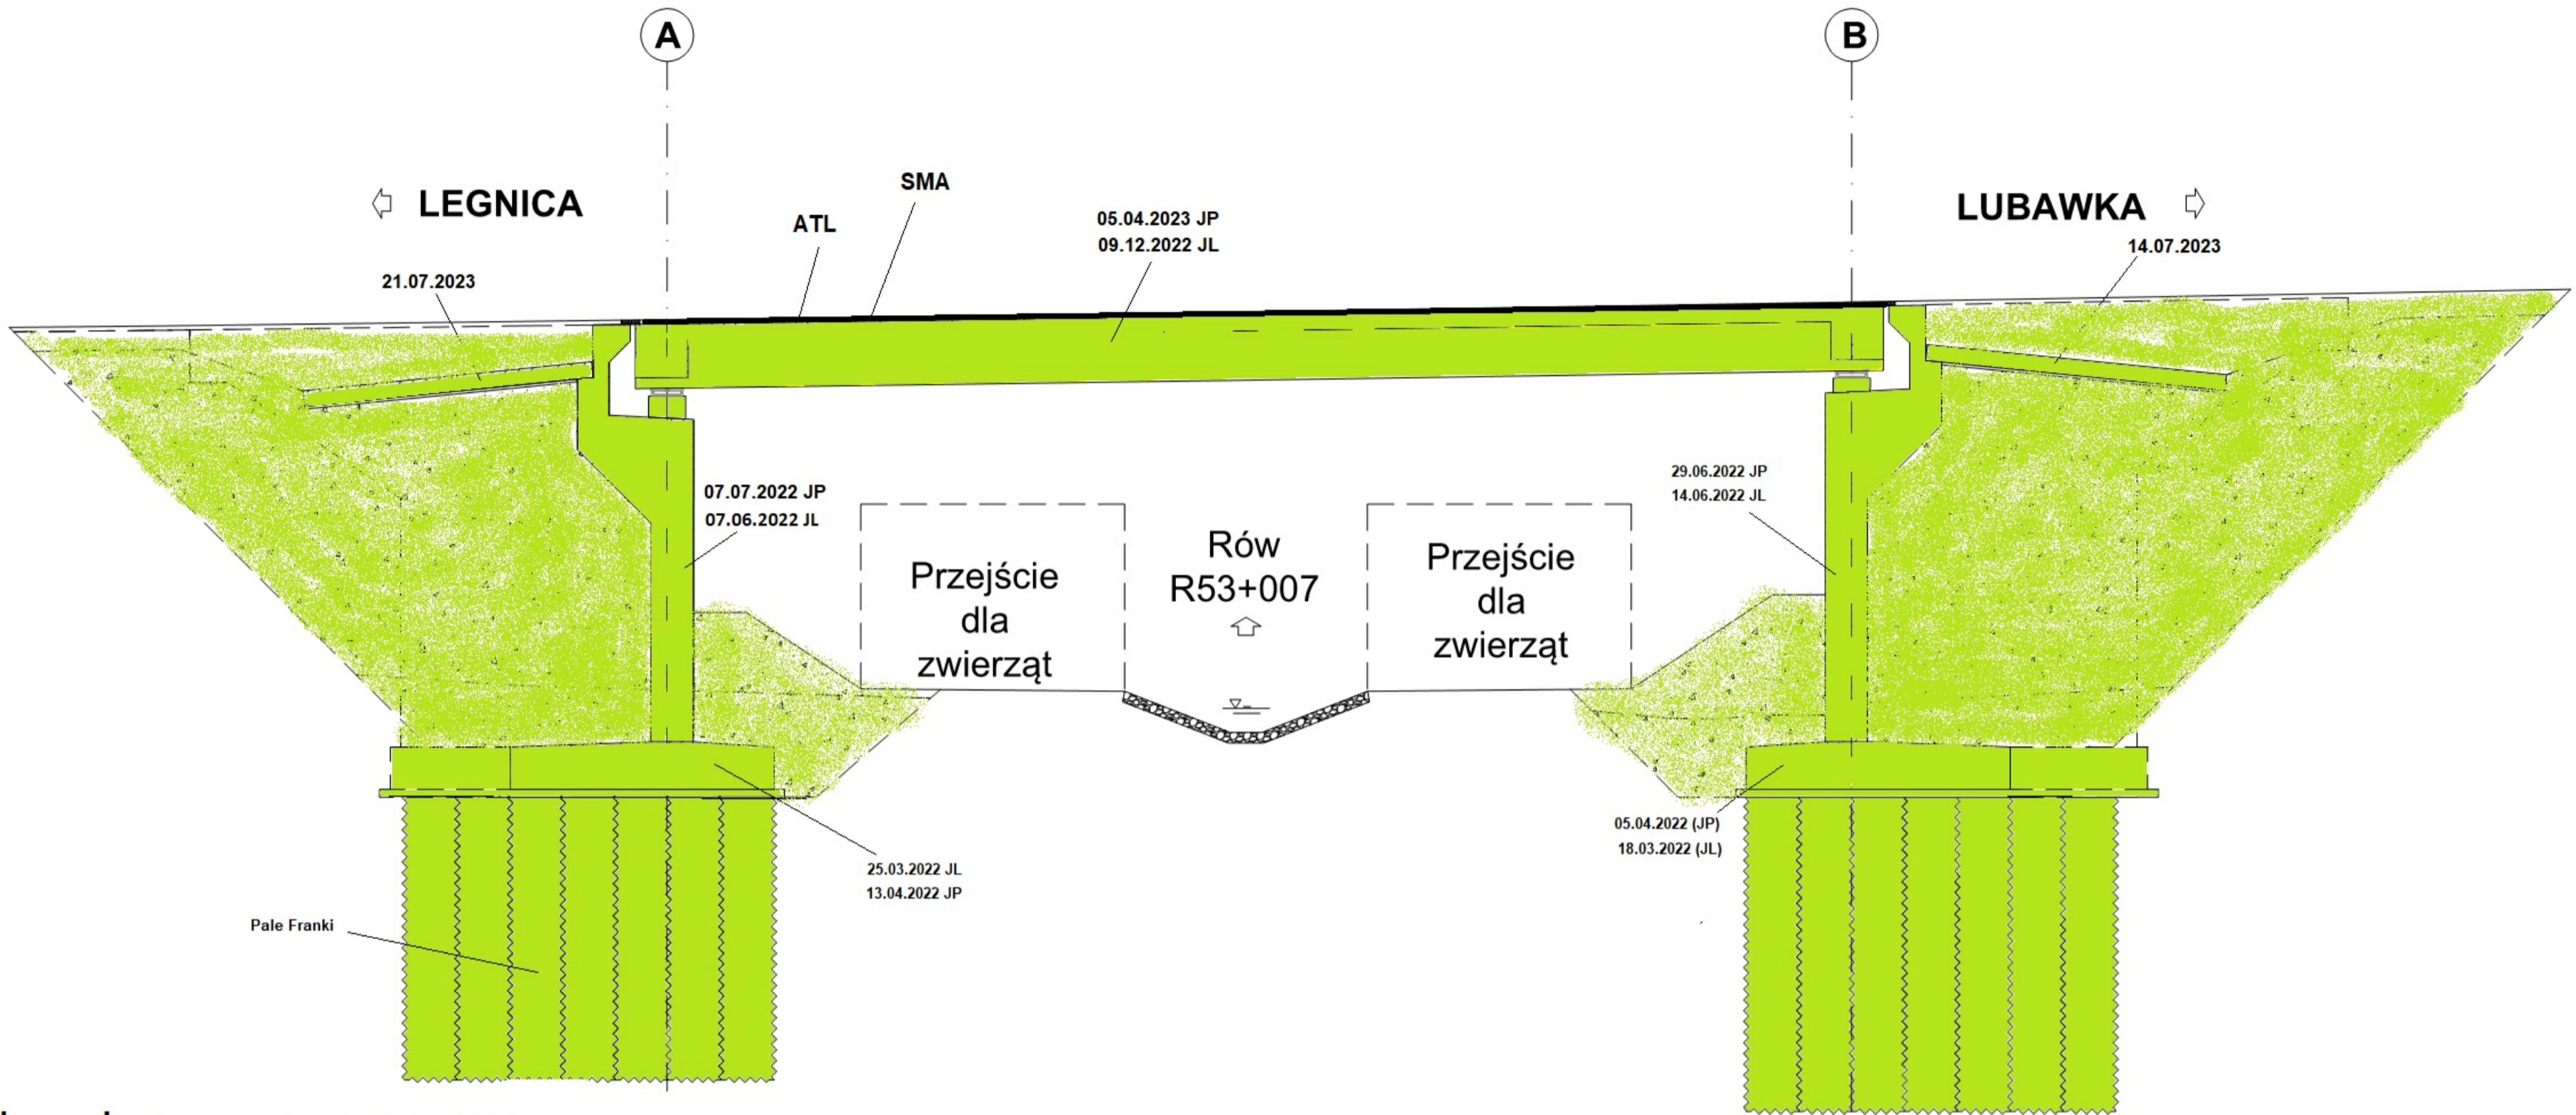 A
B
LEGNICA
SMA
ATL
05.04.2023 JP
09.12.2022 JL
LUBAWKA
14.07.2023
21.07.2023
07.07.2022 JP
07.06.2022 JL
29.06.2022 JP
14.06.2022 JL
Przejście
dla
zwierząt
Rów
R53+007
Przejście
dla
zwierząt
25.03.2022 JL
13.04.2022 JP
05.04.2022 (JP)
18.03.2022 (JL)
Pale Franki